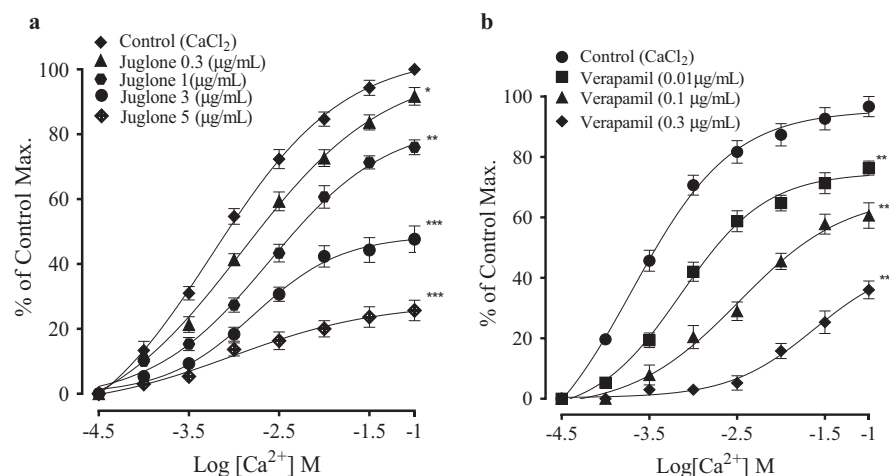 a
Control (CaCl2)
Juglone 0.3 (μg/mL)
Juglone 1(μg/mL)
Juglone 3 (μg/mL)
Juglone 5 (μg/mL)
% of Control Max.
100
80
60
40
20
0
*
**
***
***
-4.5
-3.5
-2.5
-1.5
-1
Log [Ca2+] M
b
Control (CaCl2)
Verapamil (0.01μg/mL)
Verapamil (0.1 μg/mL)
Verapamil (0.3 μg/mL)
% of Control Max.
100
80
60
40
20
0
**
**
**
-4.5
-3.5
-2.5
-1.5
-1
Log[Ca2+] M